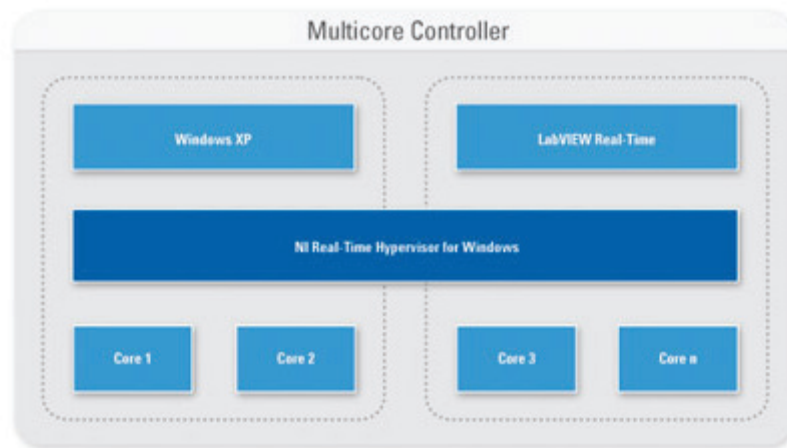 Multicore Controller
Windows XP
LabVIEW Real-Time
NI Real-Time Hypervisor for Windows
Core 1
Core 2
Core 3
Core n